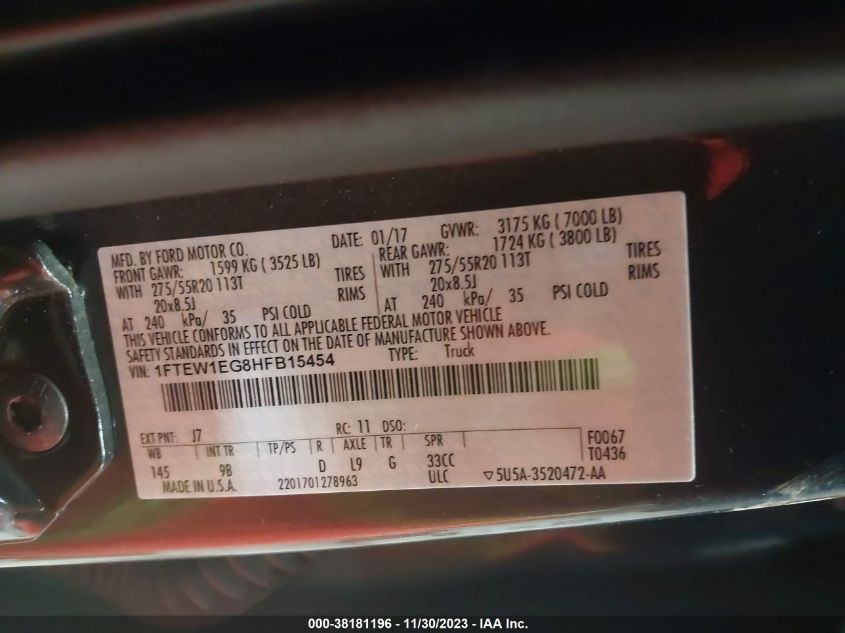 MFD. BY FORD MOTOR CO.
DATE: 01/17 GVWR: 3175 KG ( 7000 LB)
FRONT GAWR: 1599 KG ( 3525 LB) REAR GAWR: 1724 KG ( 3800 LB)
WITH 275/55R20 113T TIRES WITH 275/55R20 113T TIRES
20x8.5J RIMS 20x8.5J RIMS
AT 240 kPa/ 35 PSI COLD AT 240 kPa/ 35 PSI COLD
THIS VEHICLE CONFORMS TO ALL APPLICABLE FEDERAL MOTOR VEHICLE
SAFETY STANDARDS IN EFFECT ON THE DATE OF MANUFACTURE SHOWN ABOVE.
VIN: 1FTEW1EG8HFB15454 TYPE: Truck
EXT PNT: J7 RC: 11 DSO: F0067
WB INT TR TP/PS R AXLE TR SPR T0436
145 9B D L9 G 33CC
MADE IN U.S.A. 2201701278963 ULC ▽5U5A-3520472-AA
000-38181196 - 11/30/2023 - IAA Inc.